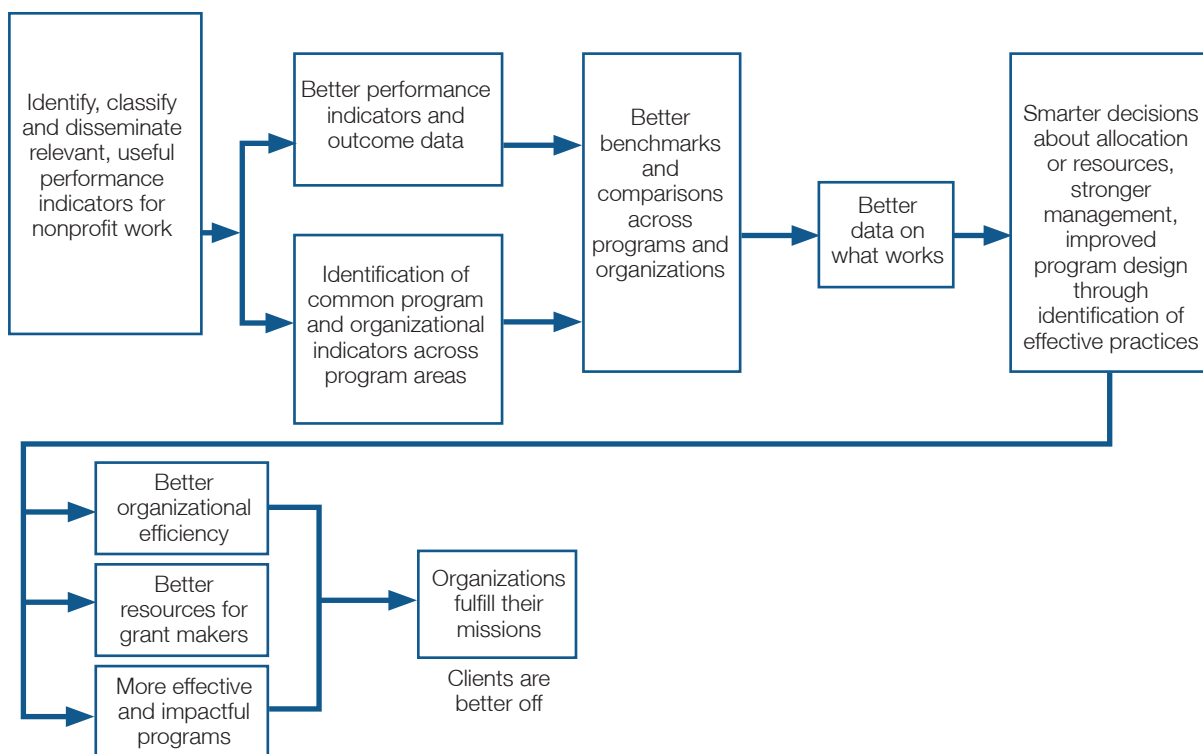 Identify, classify
and disseminate
relevant, useful
performance
indicators for
nonprofit work
Better performance
indicators and
outcome data
Identification of
common program
and organizational
indicators across
program areas
Better
benchmarks
and
comparisons
across
programs and
organizations
Better
data on
what works
Smarter decisions
about allocation
or resources,
stronger
management,
improved
program design
through
identification of
effective practices
Better
organizational
efficiency
Better
resources for
grant makers
More effective
and impactful
programs
Organizations
fulfill their
missions
Clients are
better off